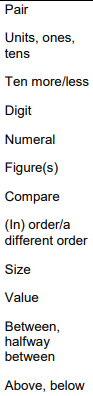 Pair
Units, ones,
tens
Ten more/less
Digit
Numeral
Figure(s)
Compare
(In) order/a
different order
Size
Value
Between,
halfway
between
Above, below